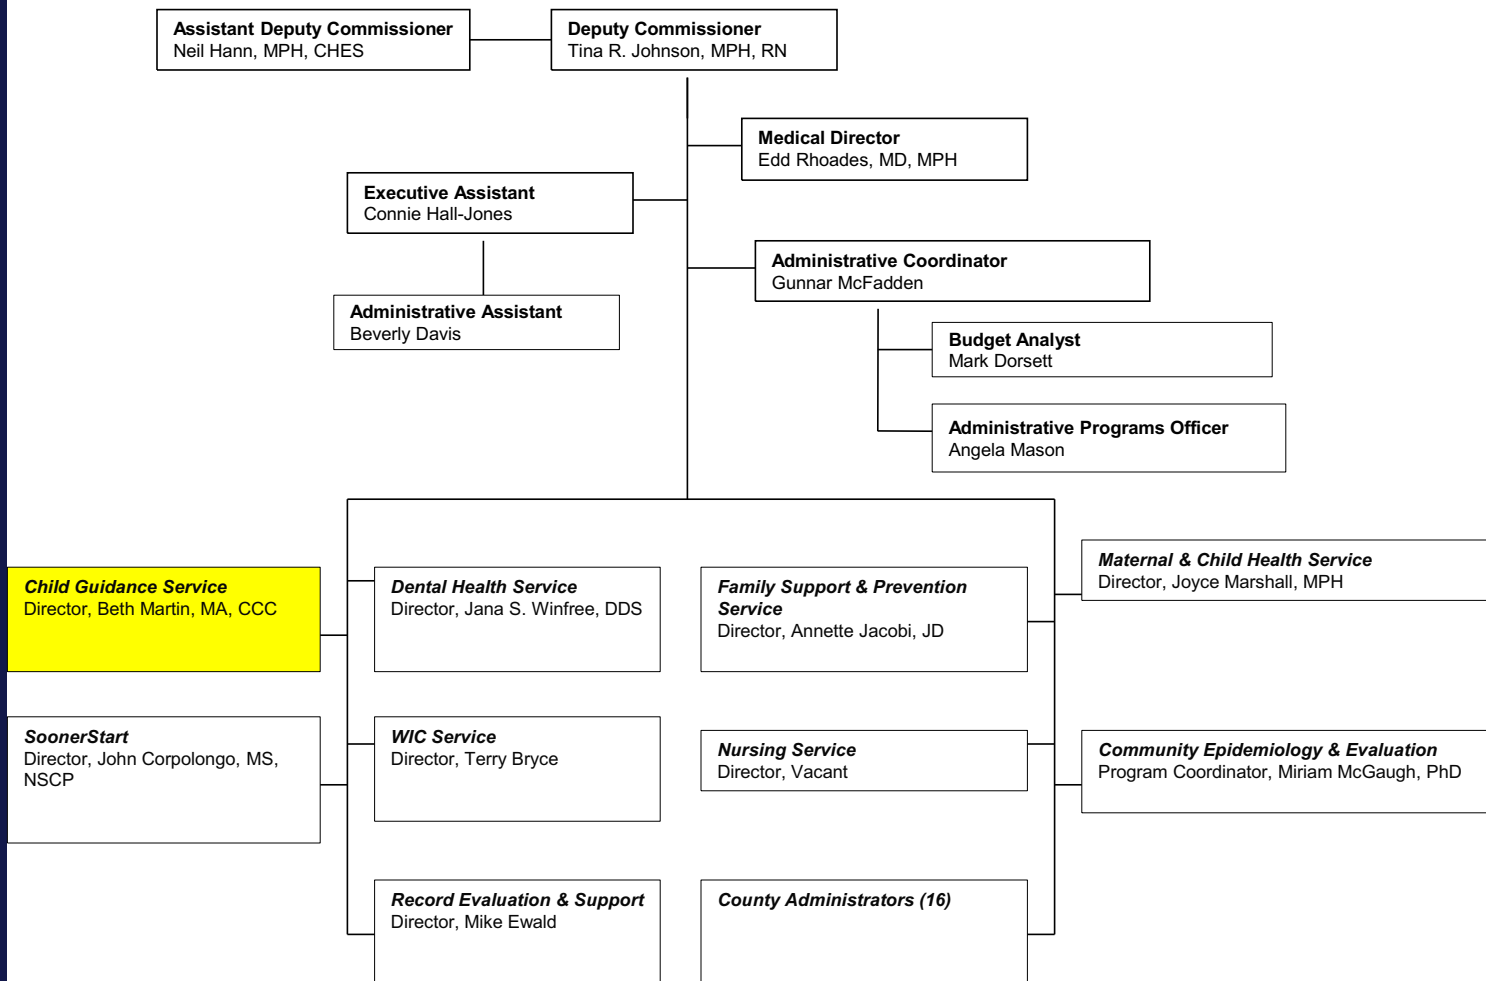 Assistant Deputy Commissioner
Neil Hann, MPH, CHES
Deputy Commissioner
Tina R. Johnson, MPH, RN
Medical Director
Edd Rhoades, MD, MPH
Executive Assistant
Connie Hall-Jones
Administrative Coordinator
Gunnar McFadden
Administrative Assistant
Beverly Davis
Budget Analyst
Mark Dorsett
Administrative Programs Officer
Angela Mason
Child Guidance Service
Director, Beth Martin, MA, CCC
Dental Health Service
Director, Jana S. Winfree, DDS
Family Support & Prevention
Service
Director, Annette Jacobi, JD
Maternal & Child Health Service
Director, Joyce Marshall, MPH
SoonerStart
Director, John Corpolongo, MS,
NSCP
WIC Service
Director, Terry Bryce
Nursing Service
Director, Vacant
Community Epidemiology & Evaluation
Program Coordinator, Miriam McGaugh, PhD
Record Evaluation & Support
Director, Mike Ewald
County Administrators (16)